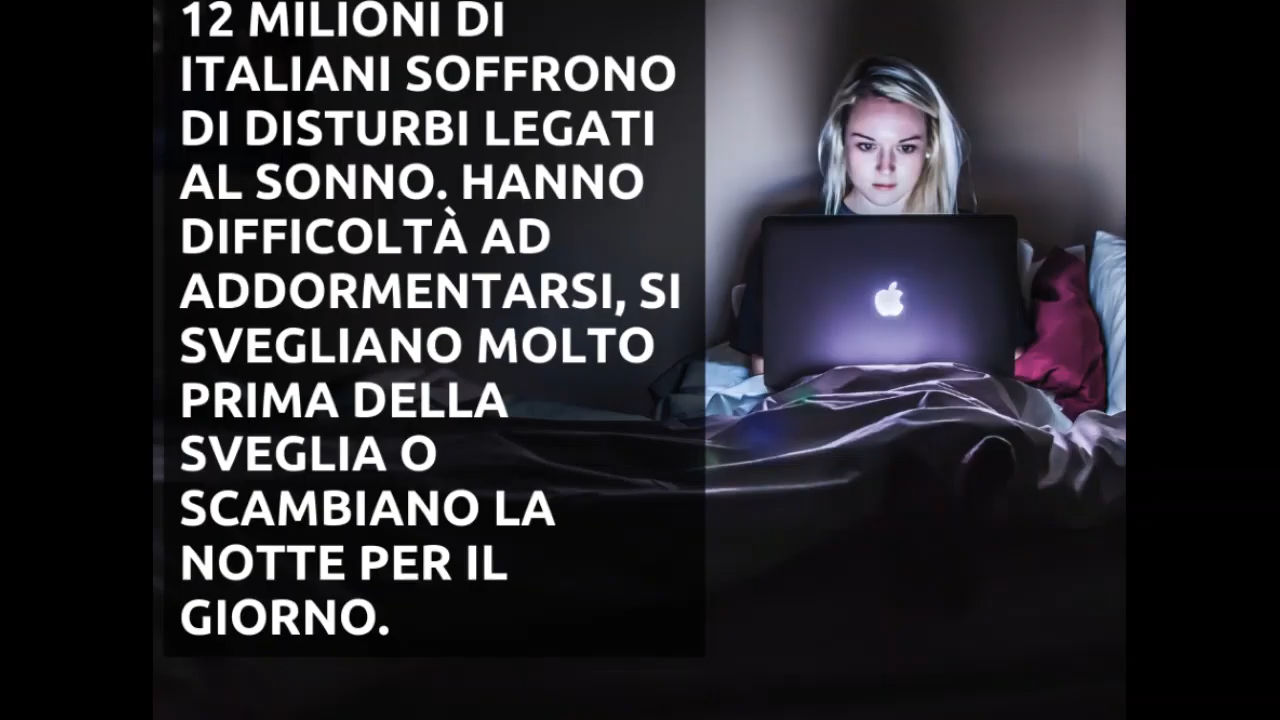 12 MILIONI DI
ITALIANI SOFFRONO
DI DISTURBI LEGATI
AL SONNO. HANNO
DIFFICOLTÀ AD
ADDORMENTARSI, SI
SVEGLIANO MOLTO
PRIMA DELLA
SVEGLIA O
SCAMBIANO LA
NOTTE PER IL
GIORNO.